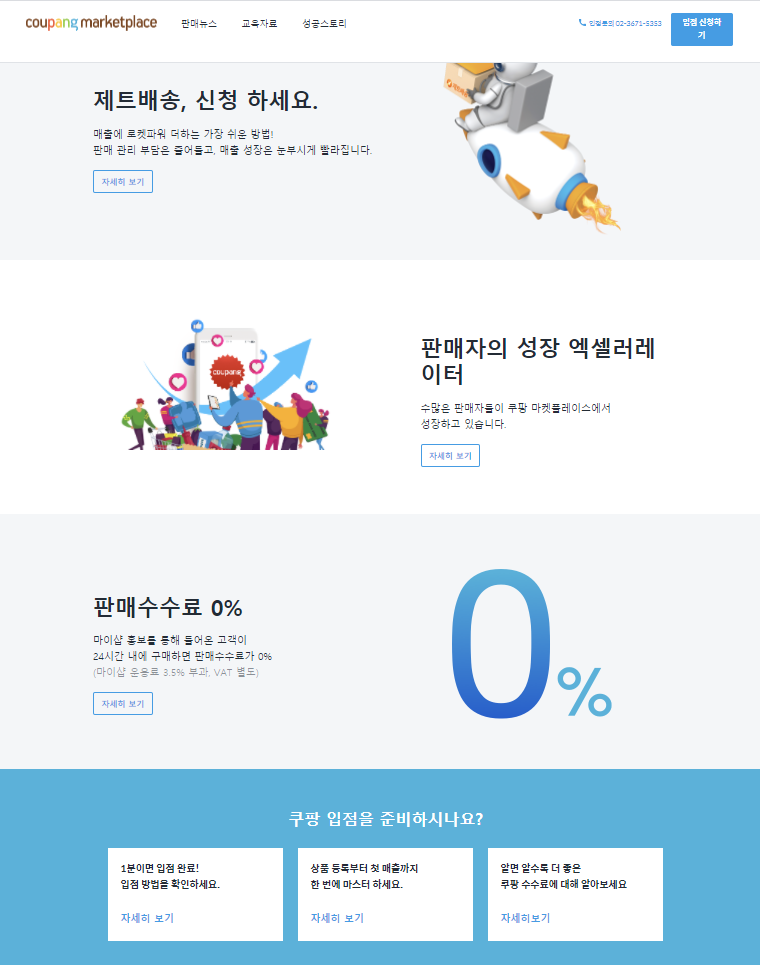 coupang marketplace
판매뉴스
교육자료
성공스토리
입점문의 02-3671-5353
입점 신청하
기
제트배송, 신청 하세요.
매출에 로켓파워 더하는 가장 쉬운 방법!
판매 관리 부담은 줄어들고, 매출 성장은 눈부시게 빨라집니다.
자세히 보기
coupang
판매자의 성장 엑셀러레
이터
수많은 판매자들이 쿠팡 마켓플레이스에서
성장하고 있습니다.
자세히 보기
판매수수료 0%
마이샵 홍보를 통해 들어온 고객이
24시간 내에 구매하면 판매수수료가 0%
(마이샵 운용료 3.5% 부과, VAT 별도)
자세히 보기
0%
쿠팡 입점을 준비하시나요?
1분이면 입점 완료!
입점 방법을 확인하세요.
자세히 보기
상품 등록부터 첫 매출까지
한 번에 마스터 하세요.
자세히 보기
알면 알수록 더 좋은
쿠팡 수수료에 대해 알아보세요
자세히보기